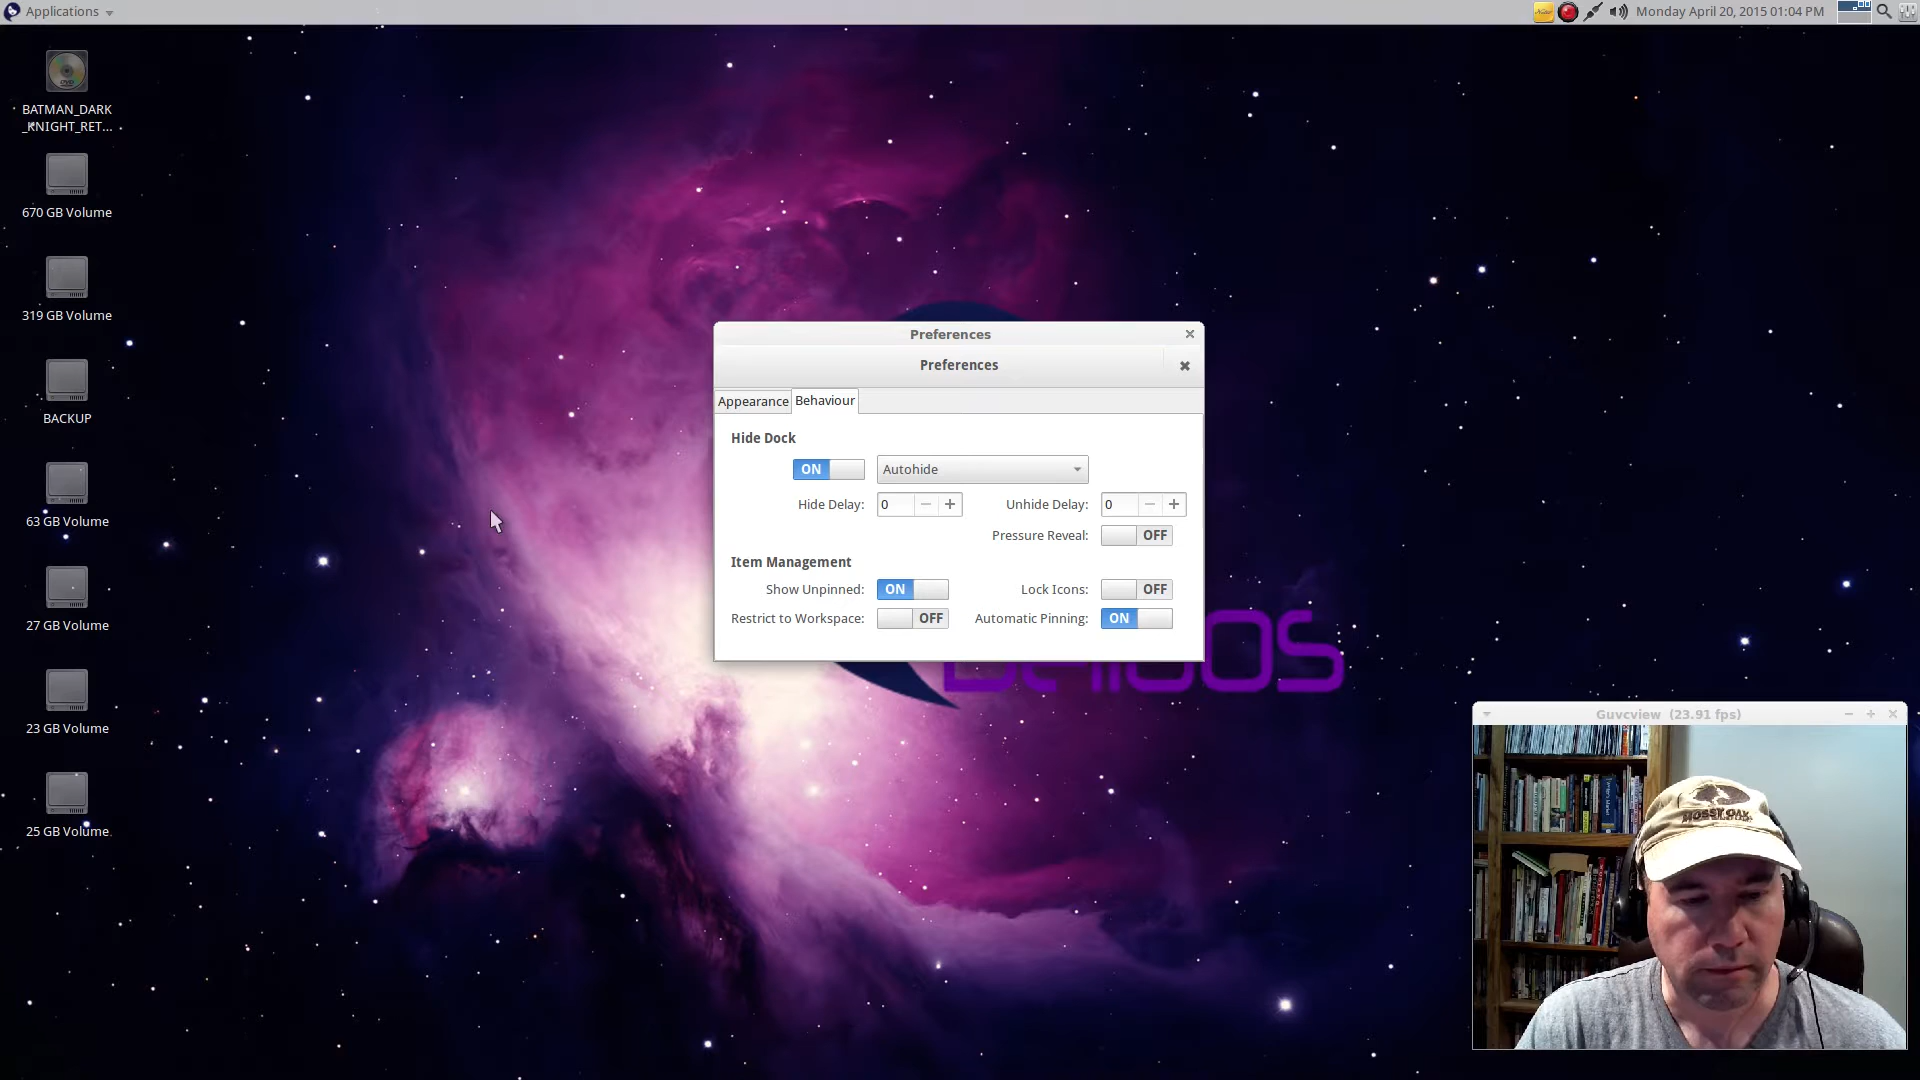 Applications
Monday April 20, 2015 01:04 PM
DVD
BATMAN_DARK
_KNIGHT_RET...
670 GB Volume
319 GB Volume
BACKUP
63 GB Volume
27 GB Volume
23 GB Volume
25 GB Volume
Preferences
Preferences
Appearance
Behaviour
Hide Dock
ON
Autohide
Hide Delay: 0
Unhide Delay: 0
Pressure Reveal: OFF
Item Management
Show Unpinned: ON
Lock Icons: OFF
Restrict to Workspace: OFF
Automatic Pinning: ON
Guvcview (23.91 fps)
MOSSY OAK